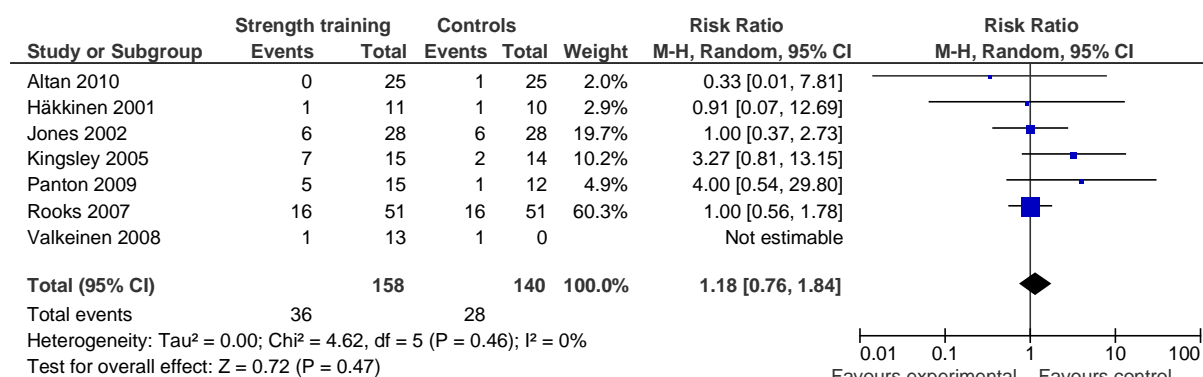 Strength training Controls Risk Ratio Risk Ratio
Study or Subgroup Events Total Events Total Weight M-H, Random, 95% CI M-H, Random, 95% CI
Altan 2010 0 25 1 25 2.0% 0.33 [0.01, 7.81]
Häkkinen 2001 1 11 1 10 2.9% 0.91 [0.07, 12.69]
Jones 2002 6 28 6 28 19.7% 1.00 [0.37, 2.73]
Kingsley 2005 7 15 2 14 10.2% 3.27 [0.81, 13.15]
Panton 2009 5 15 1 12 4.9% 4.00 [0.54, 29.80]
Rooks 2007 16 51 16 51 60.3% 1.00 [0.56, 1.78]
Valkeinen 2008 1 13 1 0 Not estimable
Total (95% CI) 158 140 100.0% 1.18 [0.76, 1.84]
Total events 36 28
Heterogeneity: Tau² = 0.00; Chi² = 4.62, df = 5 (P = 0.46); I² = 0%
Test for overall effect: Z = 0.72 (P = 0.47)
0.01 0.1 1 10 100
Favours experimental Favours control